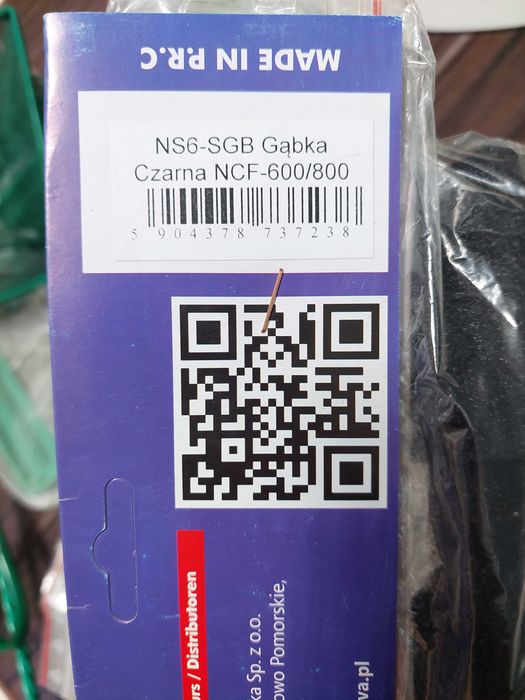 MADE IN P.R.C
NS6-SGB Gąbka
Czarna NCF-600/800
5 904378 737238
rs / Distributoren
ka Sp. z o.o.
owo Pomorskie,
va.pl